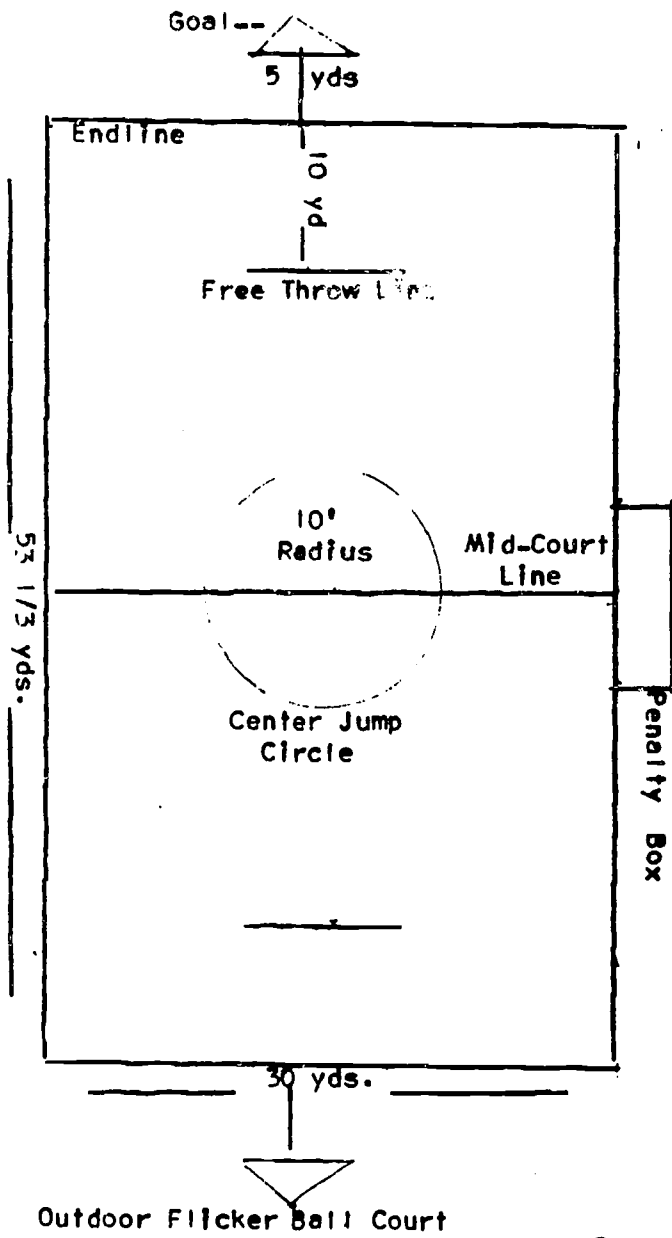 Goal--
5 yds
Endline
10 yd
Free Throw Line
10'
Radius
Mid-Court
Line
53 1/3 yds.
Center Jump
Circle
Penalty Box
30 yds.
Outdoor Flicker Ball Court